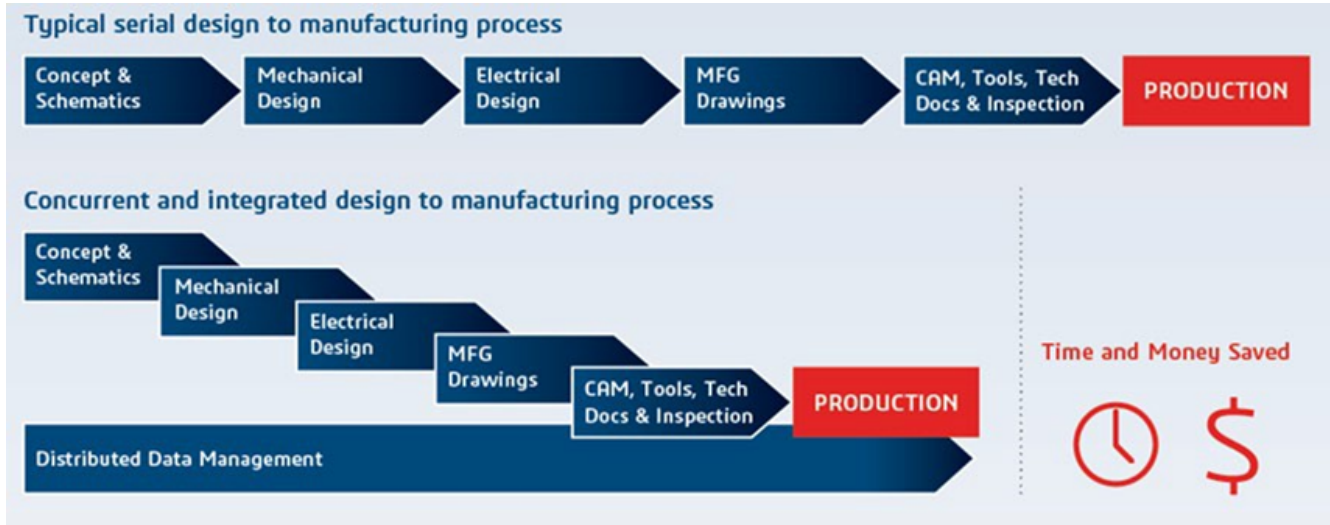 Typical serial design to manufacturing process
Concept &
Schematics
Mechanical
Design
Electrical
Design
MFG
Drawings
CAM, Tools, Tech
Docs & Inspection
PRODUCTION
Concurrent and integrated design to manufacturing process
Concept &
Schematics
Mechanical
Design
Electrical
Design
MFG
Drawings
CAM, Tools, Tech
Docs & Inspection
PRODUCTION
Distributed Data Management
Time and Money Saved
$